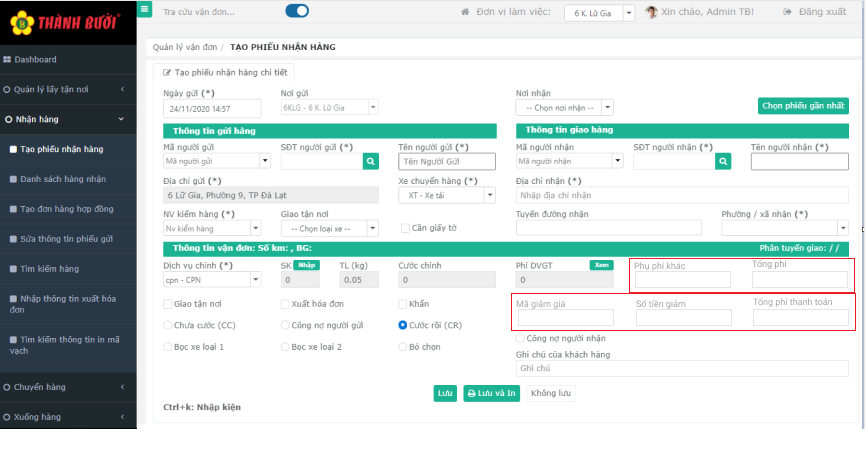 THÀNH BƯỞI
Tra cứu vận đơn...
Đơn vị làm việc: 6 K. Lữ Gia Xin chào, Admin TB! Đăng xuất
Dashboard
Quản lý lấy tận nơi
Nhận hàng
Tạo phiếu nhận hàng
Danh sách hàng nhận
Tạo đơn hàng hợp đồng
Sửa thông tin phiếu gửi
Tìm kiếm hàng
Nhập thông tin xuất hóa
đơn
Tìm kiếm thông tin in mã
vạch
Chuyển hàng
Xuống hàng
Quản lý vận đơn / TẠO PHIẾU NHẬN HÀNG
Tạo phiếu nhận hàng chi tiết
Ngày gửi (*) Nơi gửi Nơi nhận
24/11/2020 14:57 6KLG - 6 K. Lữ Gia -- Chọn nơi nhận -- Chọn phiếu gần nhất
Thông tin gửi hàng Thông tin giao hàng
Mã người gửi SĐT người gửi (*) Tên người gửi (*) Mã người nhận SĐT người nhận (*) Tên người nhận (*)
Mã người gửi Tên Người Gửi Mã người nhận
Địa chỉ gửi (*) Xe chuyển hàng (*) Địa chỉ nhận (*)
6 Lữ Gia, Phường 9, TP Đà Lạt XT - Xe tải Nhập địa chỉ nhận
NV kiểm hàng (*) Giao tận nơi Tuyến đường nhận Phường / xã nhận (*)
Nv kiểm hàng -- Chọn loại xe -- Cần giấy tờ
Thông tin vận đơn: Số km: , BG: Phân tuyến giao: / /
Dịch vụ chính (*) SK Nhập TL (kg) Cước chính Phí DVGT Xem Phụ phí khác Tổng phí
cpn - CPN 0 0.05 0 0
Giao tận nơi Xuất hóa đơn Khẩn Mã giảm giá Số tiền giảm Tổng phí thanh toán
Chưa cước (CC) Công nợ người gửi Cước rồi (CR)
Công nợ người nhận
Bọc xe loại 1 Bọc xe loại 2 Bỏ chọn
Ghi chú của khách hàng
Ghi chú
Lưu Lưu và In Không lưu
Ctrl+k: Nhập kiện